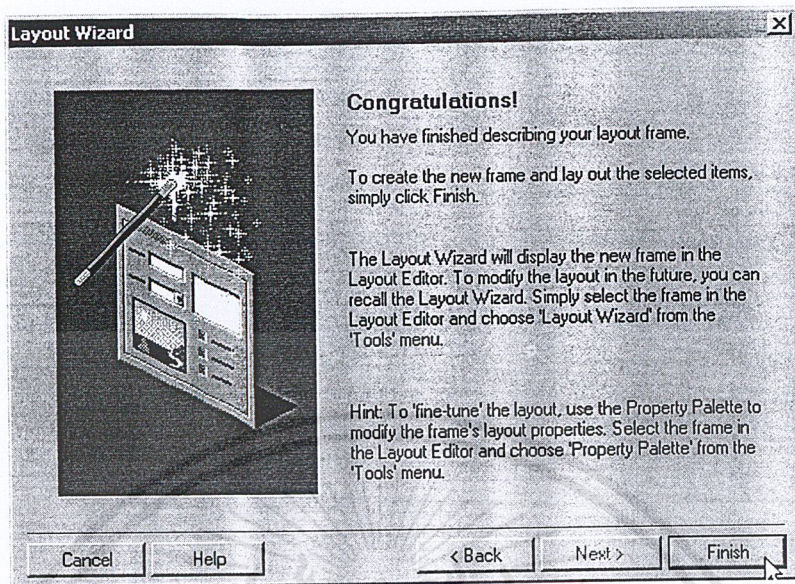 Layout Wizard
Congratulations!
You have finished describing your layout frame.
To create the new frame and lay out the selected items,
simply click Finish.
The Layout Wizard will display the new frame in the
Layout Editor. To modify the layout in the future, you can
recall the Layout Wizard. Simply select the frame in the
Layout Editor and choose 'Layout Wizard' from the
'Tools' menu.
Hint: To 'fine-tune' the layout, use the Property Palette to
modify the frame's layout properties. Select the frame in
the Layout Editor and choose 'Property Palette' from the
'Tools' menu.
Cancel
Help
< Back
Next >
Finish